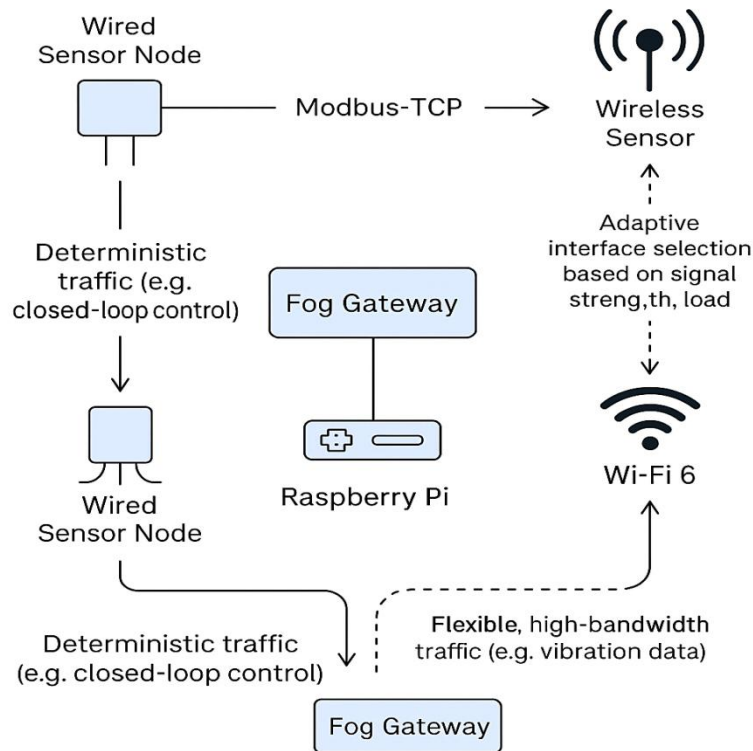 Wired
Sensor Node
Modbus-TCP
Wireless
Sensor
Deterministic
traffic (e.g.
closed-loop control)
Fog Gateway
Adaptive
interface selection
based on signal
streng,th, load
Raspberry Pi
Wi-Fi 6
Wired
Sensor Node
Deterministic traffic
(e.g. closed-loop control)
Flexible, high-bandwidth
traffic (e.g. vibration data)
Fog Gateway